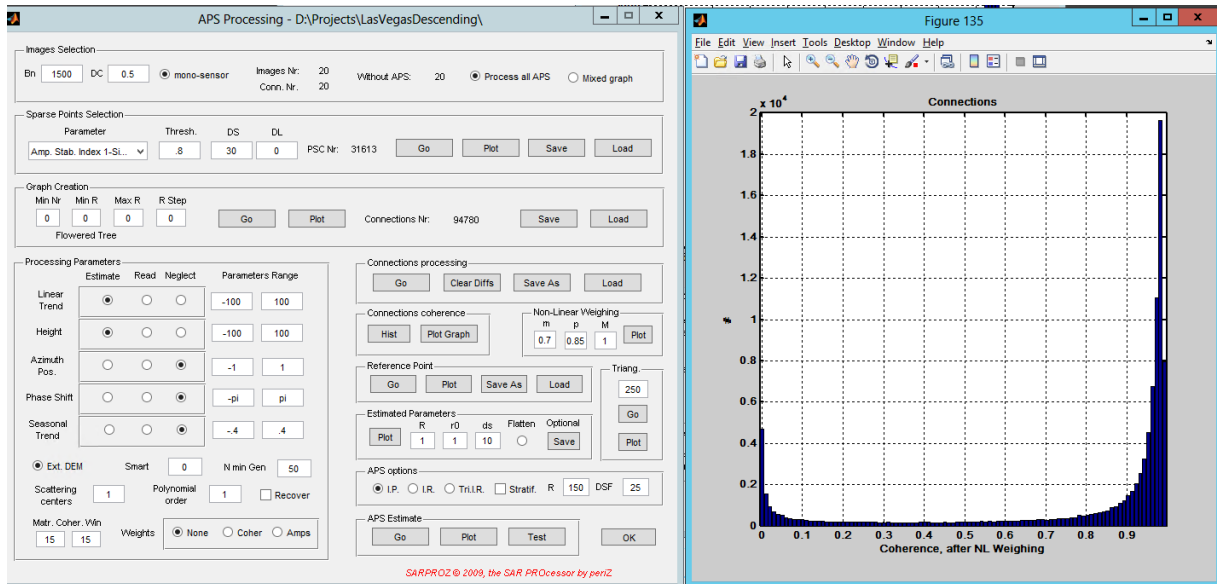 APS Processing - D:\Projects\LasVegasDescending\
Images Selection
Bn 1500 DC 0.5 mono-sensor Images Nr: 20 Without APS: 20 Process all APS Mixed graph
Conn. Nr. 20
Sparse Points Selection
Parameter Thresh. DS DL
Amp. Stab. Index 1-Si... .8 30 0 PSC Nr: 31613 Go Plot Save Load
Graph Creation
Min Nr Min R Max R R Step
0 0 0 0 Go Plot Connections Nr: 94780 Save Load
Flowered Tree
Processing Parameters
Estimate Read Neglect Parameters Range
Linear Trend -100 100
Height -100 100
Azimuth Pos. -1 1
Phase Shift -pi pi
Seasonal Trend -.4 .4
Ext. DEM Smart 0 N min Gen 50
Scattering centers 1 Polynomial order 1 Recover
Matr. Coher. Win
15 15 Weights None Coher Amps
Connections processing
Go Clear Diffs Save As Load
Connections coherence
Hist Plot Graph
Non-Linear Weighing
m p M
0.7 0.85 1 Plot
Reference Point
Go Plot Save As Load
Triang.
250
Go
Plot
Estimated Parameters
R r0 ds Flatten Optional
Plot 1 1 10 Save
APS options
I.P. I.R. Tri.I.R. Stratif. R 150 DSF 25
APS Estimate
Go Plot Test OK
SARPROZ © 2009, the SAR PROcessor by periZ
Figure 135
File Edit View Insert Tools Desktop Window Help
Connections
x 10^4
2
1.8
1.6
1.4
1.2
1
0.8
0.6
0.4
0.2
0
%
0 0.1 0.2 0.3 0.4 0.5 0.6 0.7 0.8 0.9
Coherence, after NL Weighing